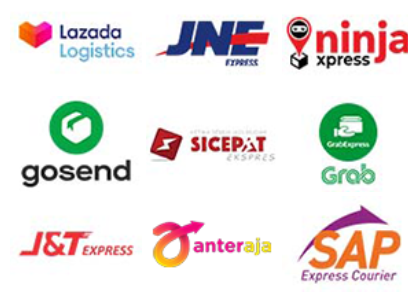 Lazada
Logistics
JNE
EXPRESS
ninja
xpress
gosend
SICEPAT
EKSPRES
GrabExpress
Grab
J&T EXPRESS
anteraja
SAP
Express Courier